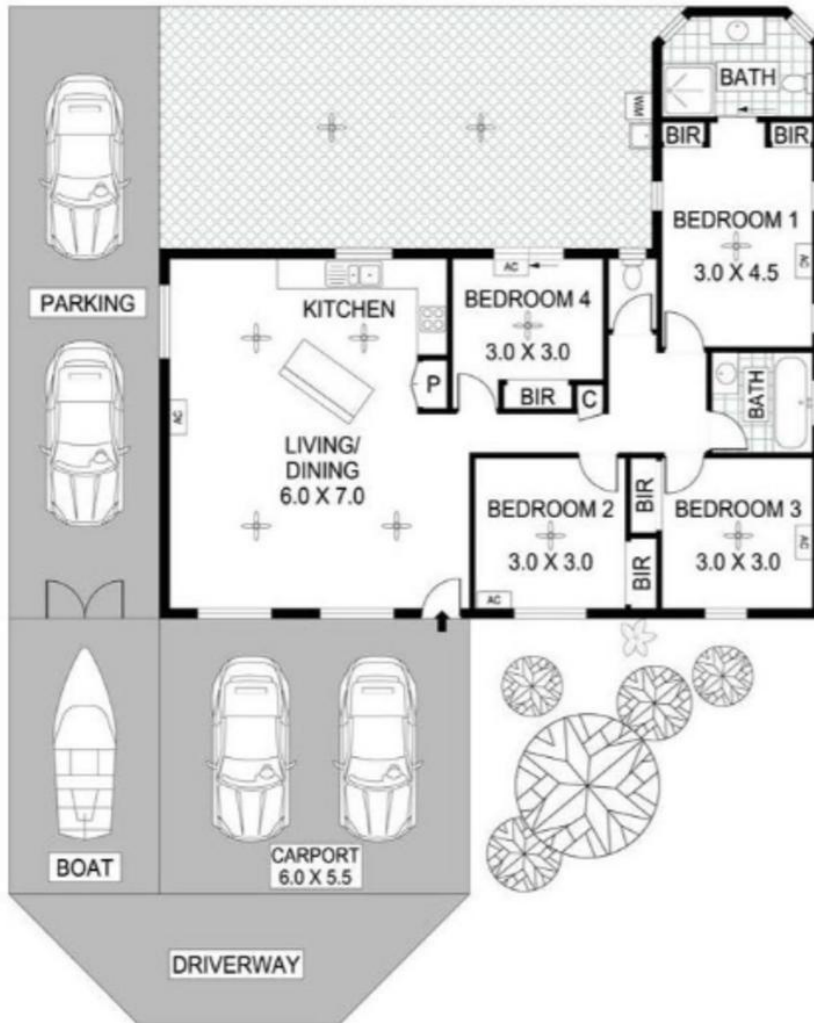 BATH
WM
BIR
BIR
BEDROOM 1
3.0 X 4.5
AC
PARKING
KITCHEN
AC
BEDROOM 4
3.0 X 3.0
BIR
P
C
AC
LIVING/
DINING
6.0 X 7.0
BATH
BEDROOM 2
3.0 X 3.0
AC
BIR
BIR
BEDROOM 3
3.0 X 3.0
AC
BOAT
CARPORT
6.0 X 5.5
DRIVERWAY